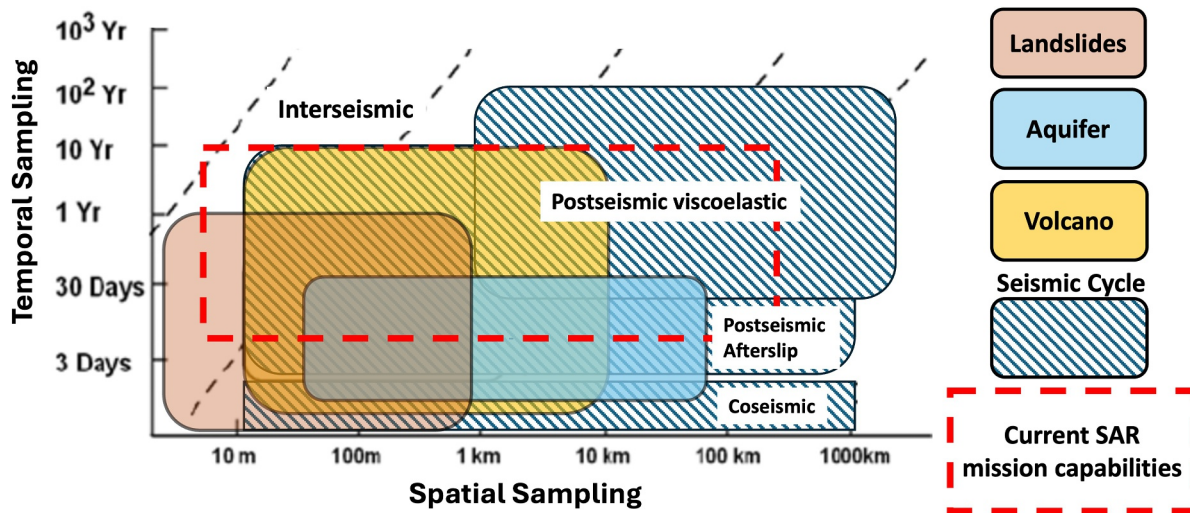 10³ Yr
10² Yr
10 Yr
1 Yr
30 Days
3 Days
Temporal Sampling
Interseismic
Postseismic viscoelastic
Postseismic
Afterslip
Coseismic
10 m
100m
1 km
10 km
100 km
1000km
Spatial Sampling
Landslides
Aquifer
Volcano
Seismic Cycle
Current SAR
mission capabilities